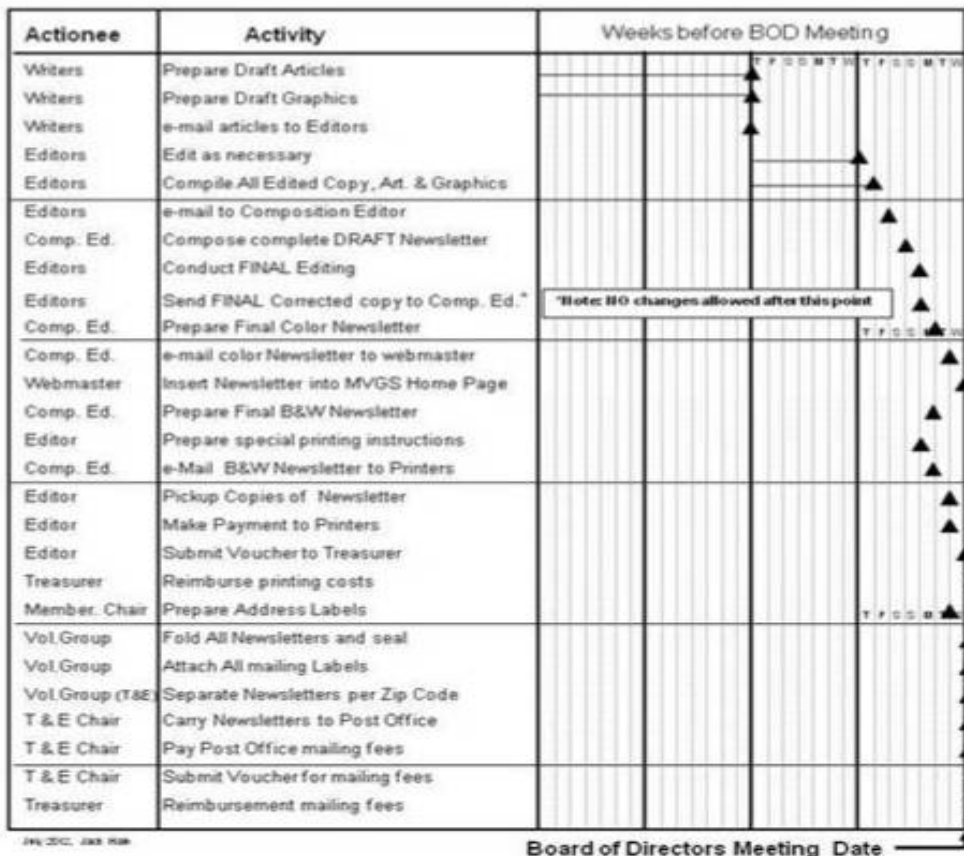 Actionee Activity Weeks before BOD Meeting
Writers Prepare Draft Articles T F S S M T W T F S S M T W
Writers Prepare Draft Graphics
Writers e-mail articles to Editors
Editors Edit as necessary
Editors Compile All Edited Copy, Art. & Graphics
Editors e-mail to Composition Editor
Comp. Ed. Compose complete DRAFT Newsletter
Editors Conduct FINAL Editing
Editors Send FINAL Corrected copy to Comp. Ed.* *Note: NO changes allowed after this point
Comp. Ed. Prepare Final Color Newsletter T F S S M T W
Comp. Ed. e-mail color Newsletter to webmaster
Webmaster Insert Newsletter into MVGS Home Page
Comp. Ed. Prepare Final B&W Newsletter
Editor Prepare special printing instructions
Comp. Ed. e-Mail B&W Newsletter to Printers
Editor Pickup Copies of Newsletter
Editor Make Payment to Printers
Editor Submit Voucher to Treasurer
Treasurer Reimburse printing costs
Member. Chair Prepare Address Labels T F S S M W
Vol.Group Fold All Newsletters and seal
Vol.Group Attach All mailing Labels
Vol.Group (T&E) Separate Newsletters per Zip Code
T & E Chair Carry Newsletters to Post Office
T & E Chair Pay Post Office mailing fees
T & E Chair Submit Voucher for mailing fees
Treasurer Reimbursement mailing fees
Board of Directors Meeting Date